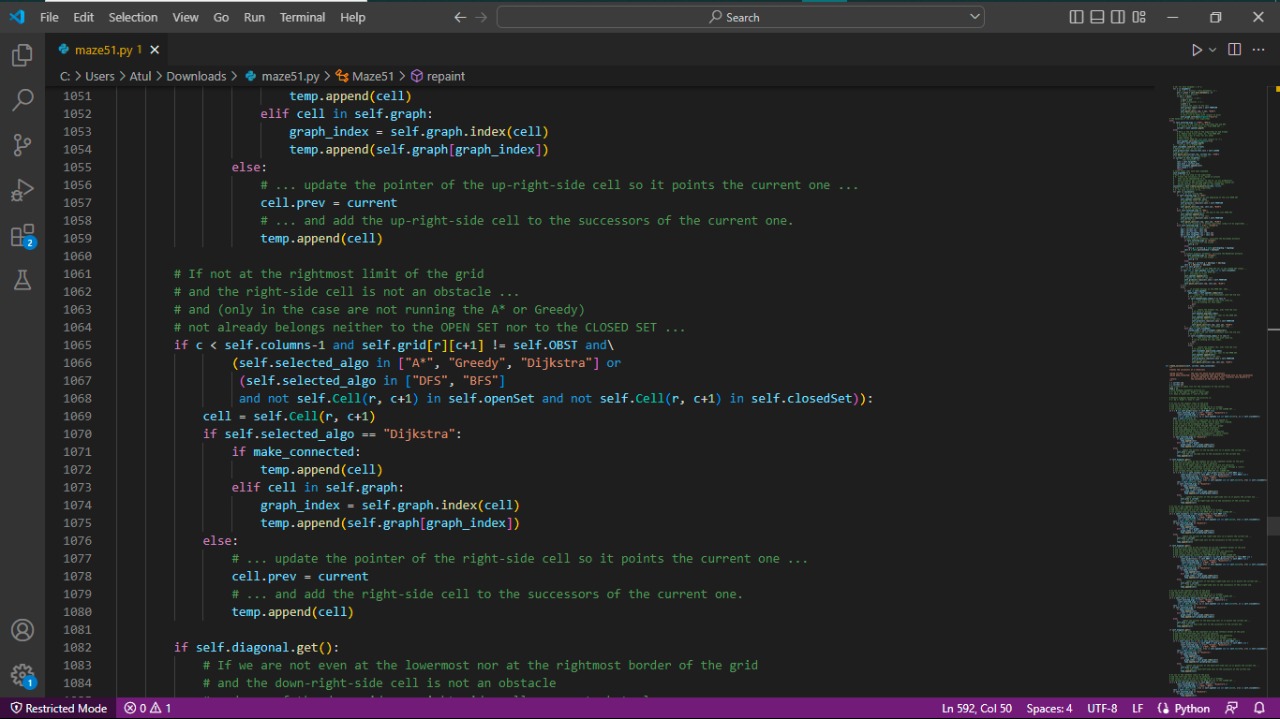 File Edit Selection View Go Run Terminal Help Search
maze51.py 1
C: > Users > Atul > Downloads > maze51.py > Maze51 > repaint
1051 temp.append(cell)
1052 elif cell in self.graph:
1053 graph_index = self.graph.index(cell)
1054 temp.append(self.graph[graph_index])
1055 else:
1056 # ... update the pointer of the up-right-side cell so it points the current one ...
1057 cell.prev = current
1058 # ... and add the up-right-side cell to the successors of the current one.
1059 temp.append(cell)
1060
1061 # If not at the rightmost limit of the grid
1062 # and the right-side cell is not an obstacle ...
1063 # and (only in the case are not running the A* or Greedy)
1064 # not already belongs neither to the OPEN SET nor to the CLOSED SET ...
1065 if c < self.columns-1 and self.grid[r][c+1] != self.OBST and\
1066 (self.selected_algo in ["A*", "Greedy", "Dijkstra"] or
1067 (self.selected_algo in ["DFS", "BFS"]
1068 and not self.Cell(r, c+1) in self.openSet and not self.Cell(r, c+1) in self.closedSet)):
1069 cell = self.Cell(r, c+1)
1070 if self.selected_algo == "Dijkstra":
1071 if make_connected:
1072 temp.append(cell)
1073 elif cell in self.graph:
1074 graph_index = self.graph.index(cell)
1075 temp.append(self.graph[graph_index])
1076 else:
1077 # ... update the pointer of the right-side cell so it points the current one ...
1078 cell.prev = current
1079 # ... and add the right-side cell to the successors of the current one.
1080 temp.append(cell)
1081
1082 if self.diagonal.get():
1083 # If we are not even at the lowermost nor at the rightmost border of the grid
1084 # and the down-right-side cell is not an obstacle
2
1
Restricted Mode 0 1 Ln 592, Col 50 Spaces: 4 UTF-8 LF Python